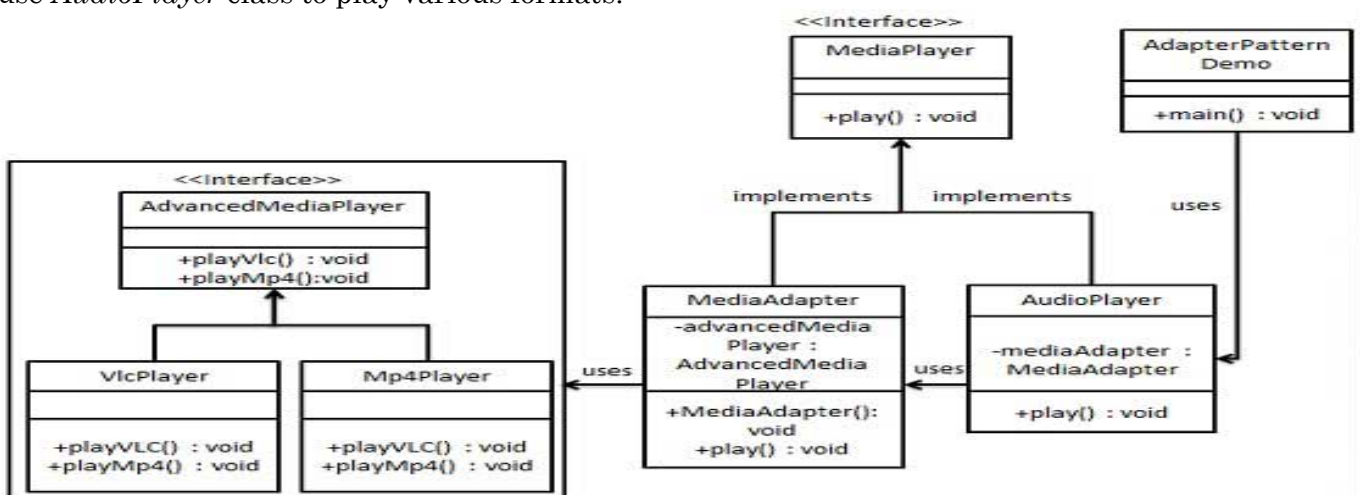 use AudioPlayer class to play various formats.
<<Interface>>
MediaPlayer
+play() : void
AdapterPattern
Demo
+main() : void
implements
implements
uses
<<Interface>>
AdvancedMediaPlayer
+playVlc() : void
+playMp4():void
VlcPlayer
+playVLC() : void
+playMp4() : void
Mp4Player
+playVLC() : void
+playMp4() : void
uses
MediaAdapter
-advancedMedia
Player :
AdvancedMedia
Player
+MediaAdapter():
void
+play() : void
uses
AudioPlayer
-mediaAdapter :
MediaAdapter
+play() : void